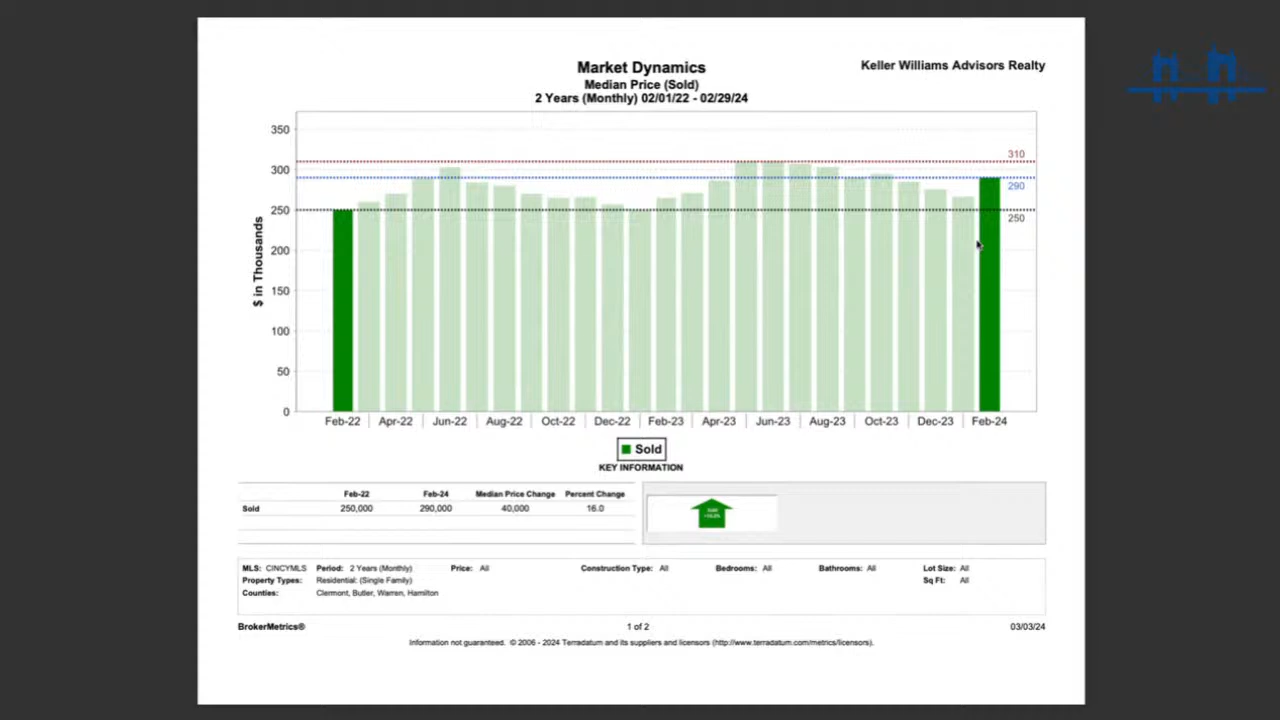 Market Dynamics
Keller Williams Advisors Realty
Median Price (Sold)
2 Years (Monthly) 02/01/22 - 02/29/24
$ in Thousands
350
300
250
200
150
100
50
0
310
290
250
Feb-22 Apr-22 Jun-22 Aug-22 Oct-22 Dec-22 Feb-23 Apr-23 Jun-23 Aug-23 Oct-23 Dec-23 Feb-24
Sold
KEY INFORMATION
Feb-22 Feb-24 Median Price Change Percent Change
Sold 250,000 290,000 40,000 16.0
MLS: CINCYMLS Period: 2 Years (Monthly) Price: All Construction Type: All Bedrooms: All Bathrooms: All Lot Size: All
Property Types: Residential: (Single Family) Sq Ft: All
Counties: Clermont, Butler, Warren, Hamilton
BrokerMetrics® 1 of 2 03/03/24
Information not guaranteed. © 2006 - 2024 Terradatum and its suppliers and licensors (http://www.terradatum.com/metrics/licensors).